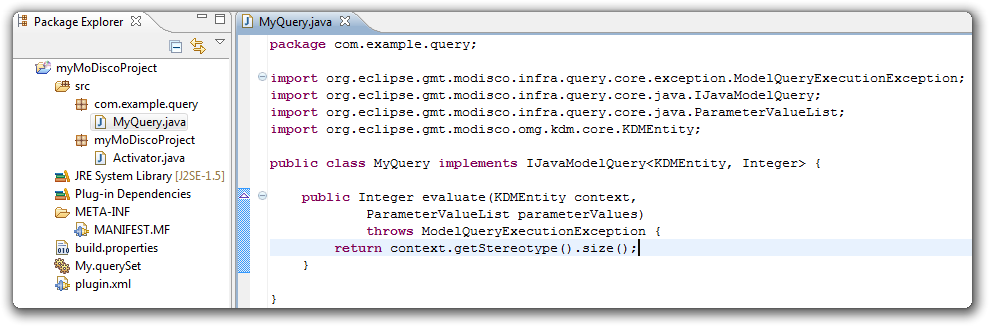 Package Explorer
myMoDiscoProject
src
com.example.query
MyQuery.java
myMoDiscoProject
Activator.java
JRE System Library [J2SE-1.5]
Plug-in Dependencies
META-INF
MANIFEST.MF
build.properties
My.querySet
plugin.xml
MyQuery.java
package com.example.query;
import org.eclipse.gmt.modisco.infra.query.core.exception.ModelQueryExecutionException;
import org.eclipse.gmt.modisco.infra.query.core.java.IJavaModelQuery;
import org.eclipse.gmt.modisco.infra.query.core.java.ParameterValueList;
import org.eclipse.gmt.modisco.omg.kdm.core.KDMEntity;
public class MyQuery implements IJavaModelQuery<KDMEntity, Integer> {
public Integer evaluate(KDMEntity context,
ParameterValueList parameterValues)
throws ModelQueryExecutionException {
return context.getStereotype().size();
}
}